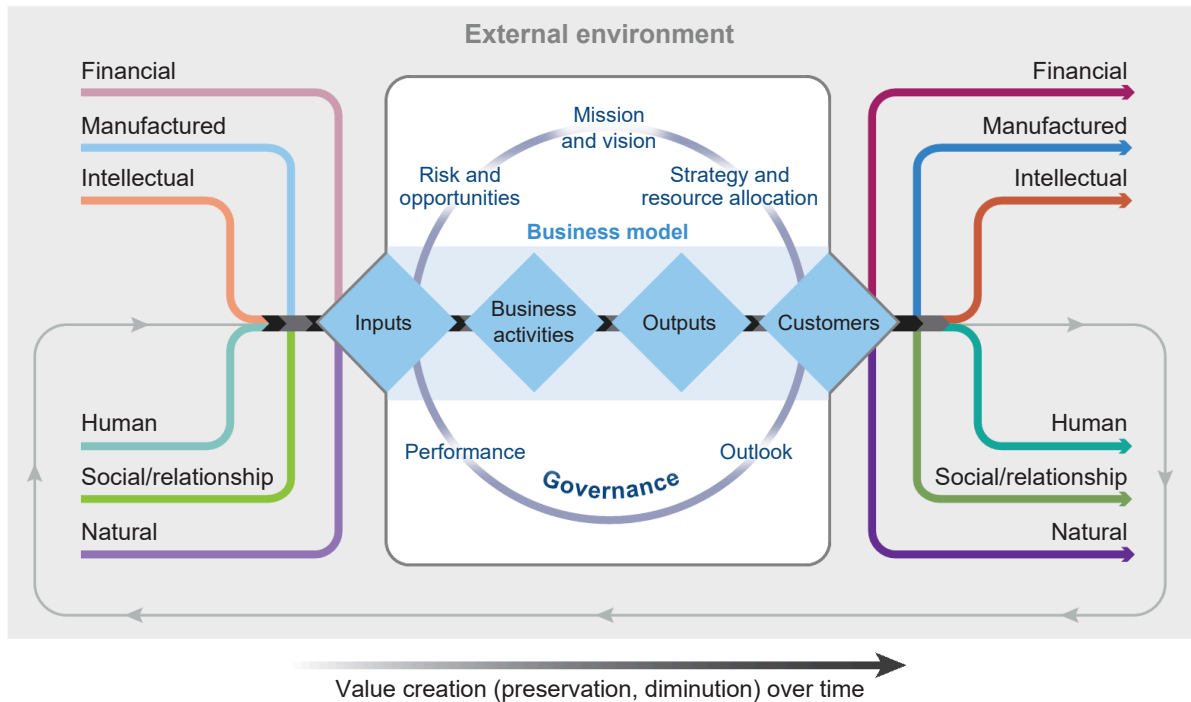 External environment
Financial
Manufactured
Intellectual
Human
Social/relationship
Natural
Mission
and vision
Risk and
opportunities
Strategy and
resource allocation
Business model
Inputs
Business
activities
Outputs
Customers
Performance
Outlook
Governance
Financial
Manufactured
Intellectual
Human
Social/relationship
Natural
Value creation (preservation, diminution) over time